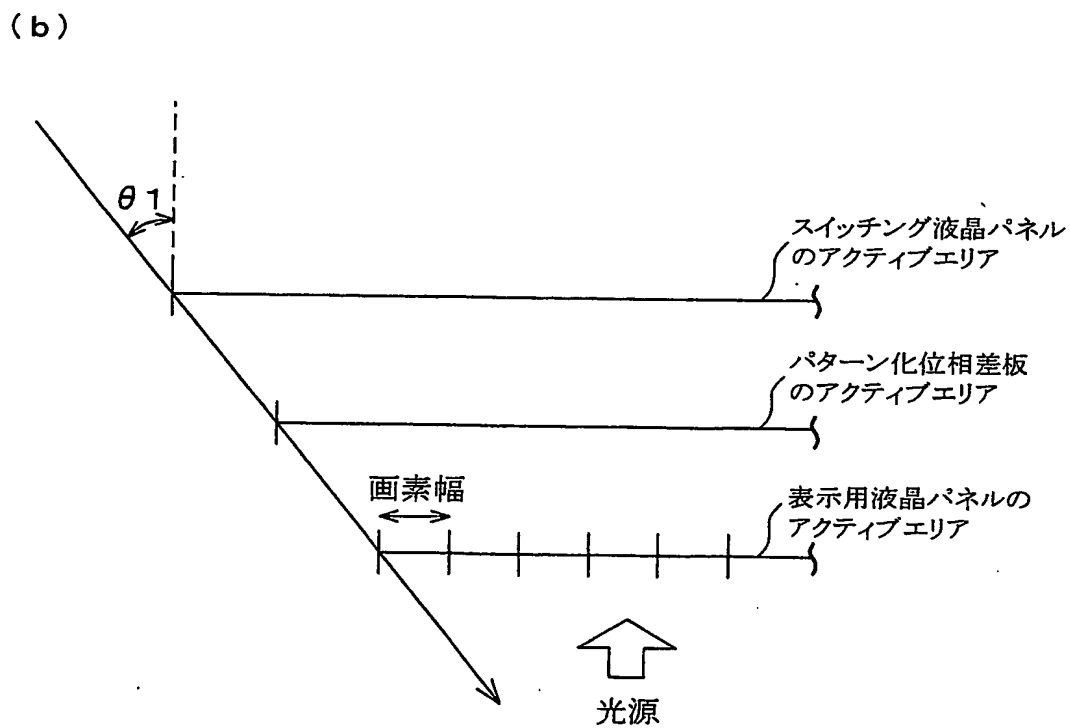 (b)
θ1
スイッチング液晶パネル
のアクティブエリア
パターン化位相差板
のアクティブエリア
画素幅
表示用液晶パネルの
アクティブエリア
光源